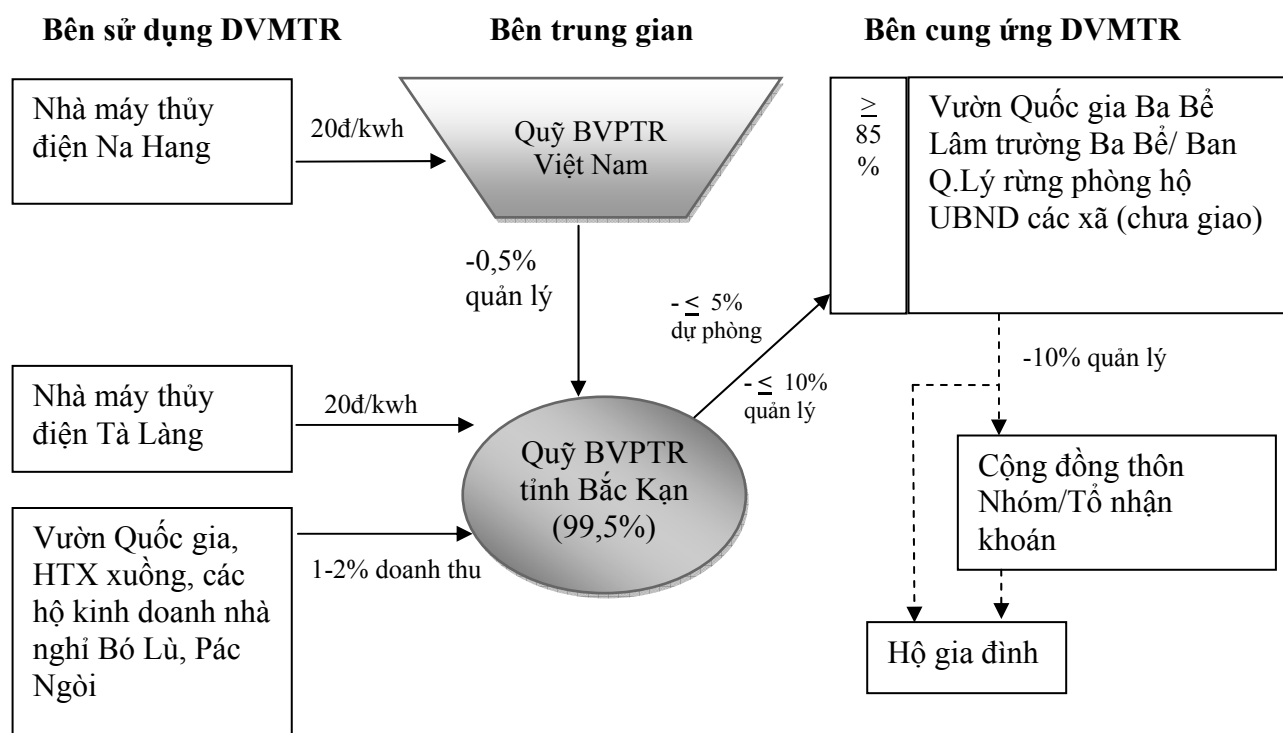 Bên sử dụng DVMTR
Bên trung gian
Bên cung ứng DVMTR
Nhà máy thủy
điện Na Hang
20đ/kwh
Quỹ BVPTR
Việt Nam
≥
85
%
Vườn Quốc gia Ba Bể
Lâm trường Ba Bể/ Ban
Q.Lý rừng phòng hộ
UBND các xã (chưa giao)
-0,5%
quản lý
- ≤ 5%
dự phòng
- ≤ 10%
quản lý
-10% quản lý
Nhà máy thủy
điện Tà Làng
20đ/kwh
Quỹ BVPTR
tỉnh Bắc Kạn
(99,5%)
Cộng đồng thôn
Nhóm/Tổ nhận
khoán
Vườn Quốc gia,
HTX xuồng, các
hộ kinh doanh nhà
nghỉ Bó Lù, Pác
Ngòi
1-2% doanh thu
Hộ gia đình